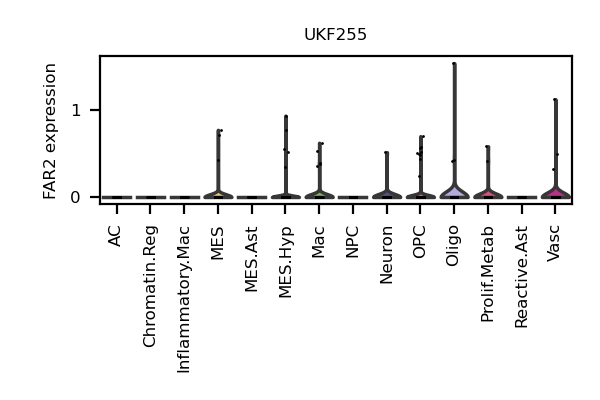 UKF255
FAR2 expression
1
0
AC
Chromatin.Reg
Inflammatory.Mac
MES
MES.Ast
MES.Hyp
Mac
NPC
Neuron
OPC
Oligo
Prolif.Metab
Reactive.Ast
Vasc